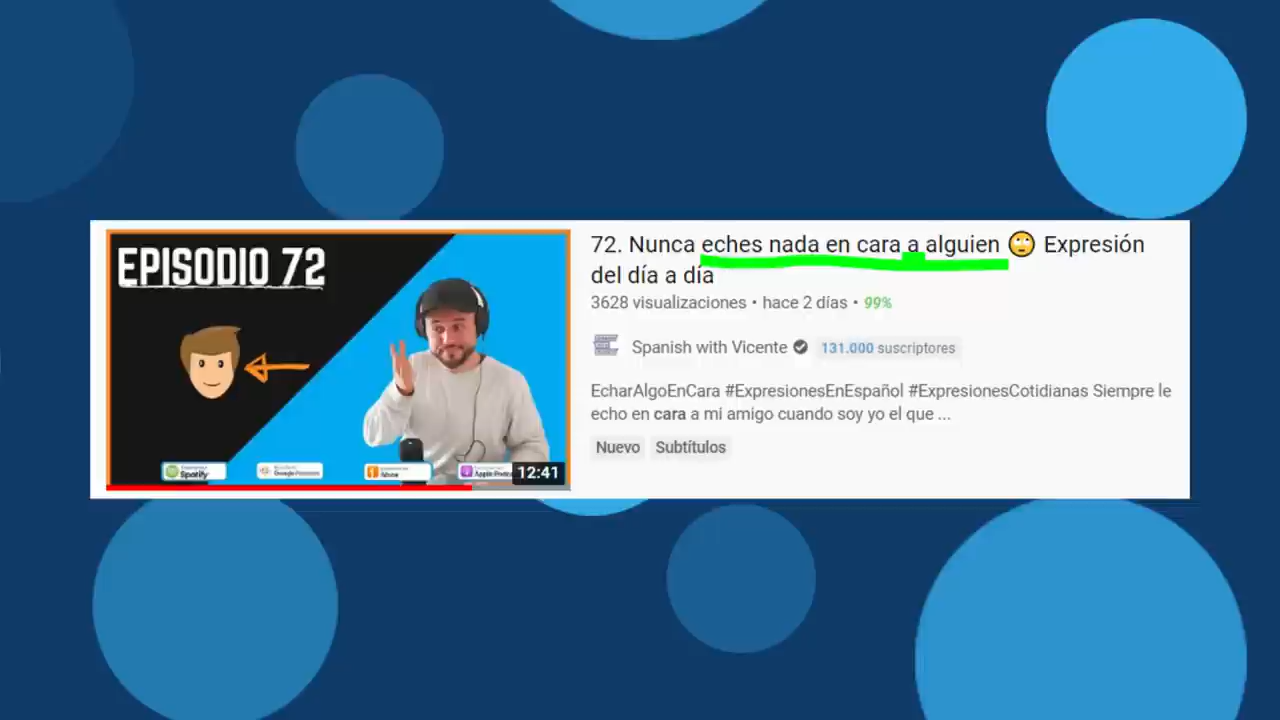 EPISODIO 72
Spotify
12:41
72. Nunca eches nada en cara a alguien 🙄 Expresión
del día a día
3628 visualizaciones • hace 2 días • 99%
Spanish with Vicente
131.000 suscriptores
EcharAlgoEnCara #ExpresionesEnEspañol #ExpresionesCotidianas Siempre le
echo en cara a mi amigo cuando soy yo el que ...
Nuevo Subtítulos